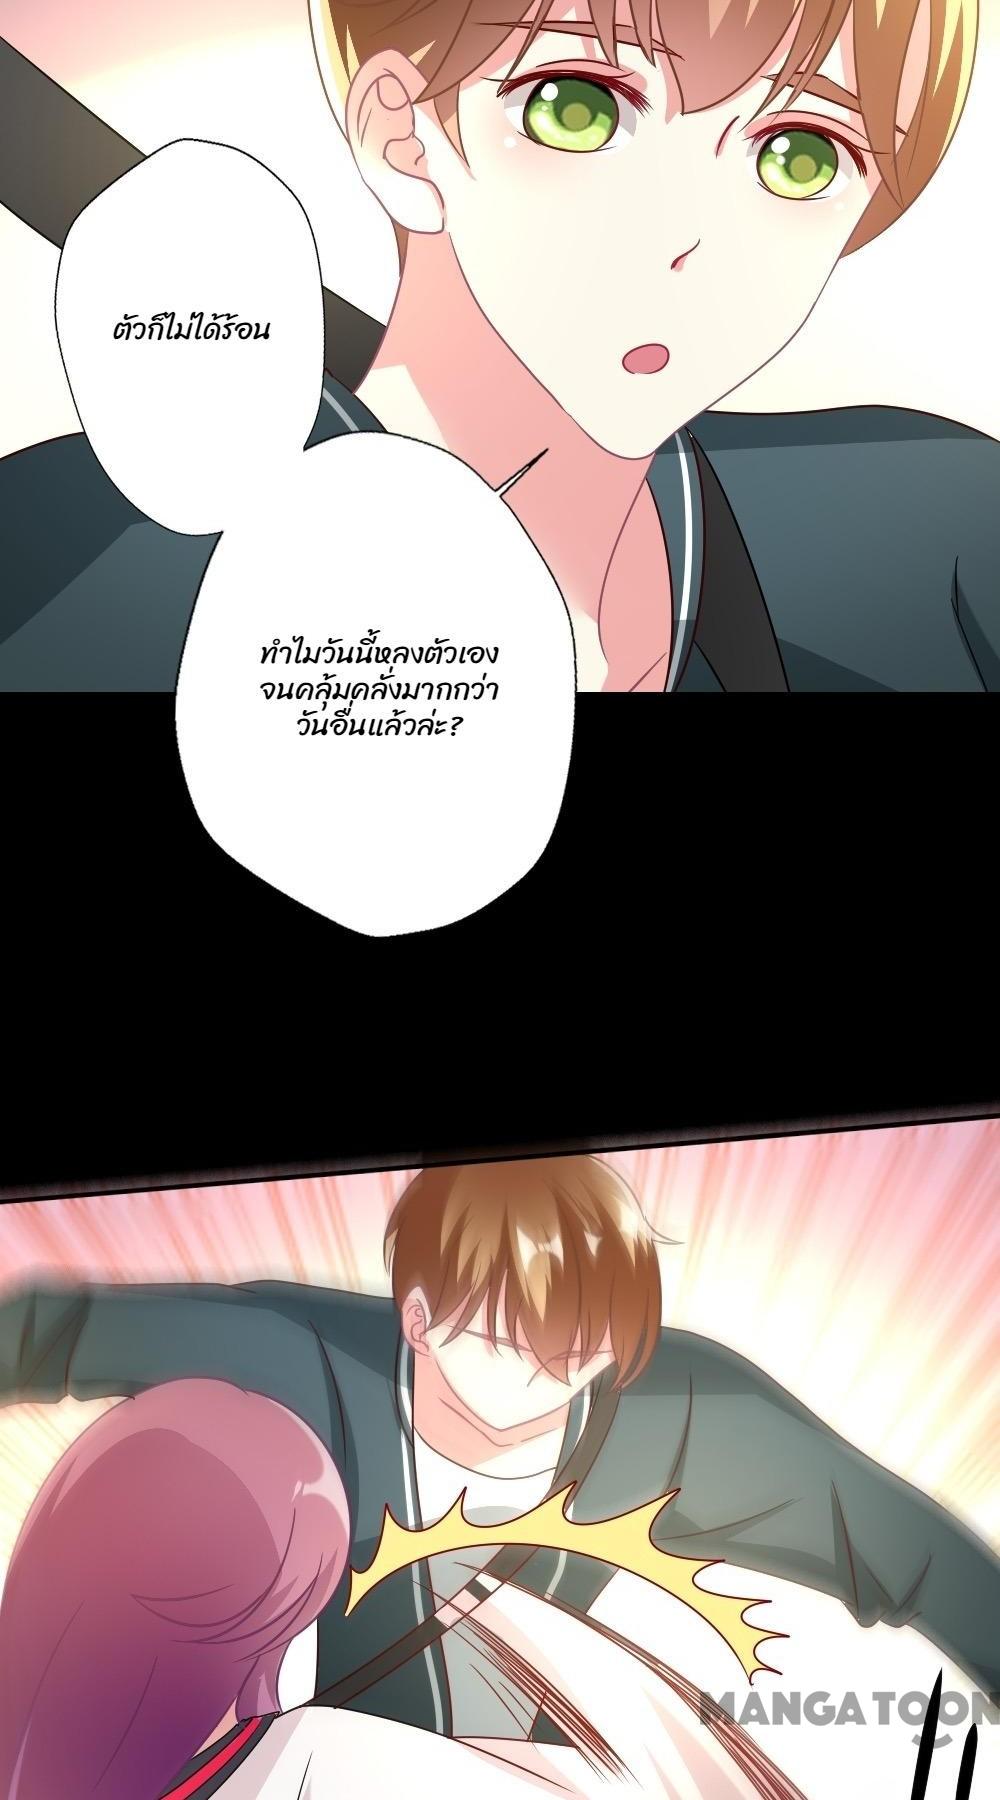 ตัวก็ไม่ได้ร้อน
ทำไมวันนี้หลงตัวเอง
จนคลุ้มคลั่งมากกว่า
วันอื่นแล้วล่ะ?
MANGATOON